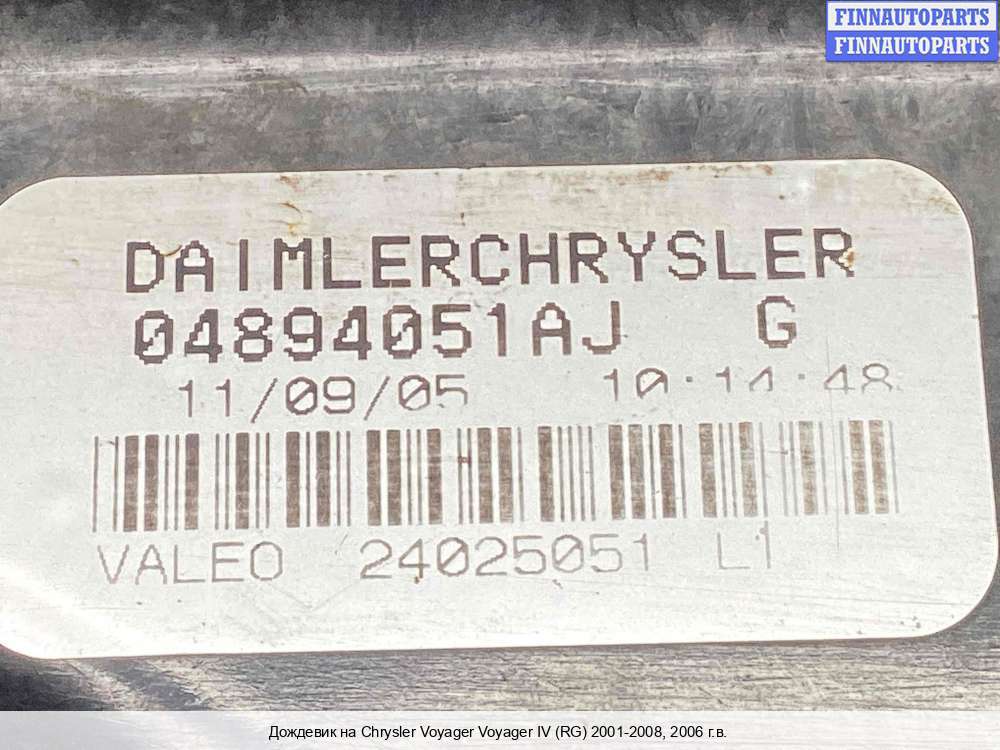 FINNAUTOPARTS
FINNAUTOPARTS
DAIMLERCHRYSLER
04894051AJ G
11/09/05 10:14:48
VALEO 24025051 L1
Дождевик на Chrysler Voyager Voyager IV (RG) 2001-2008, 2006 г.в.